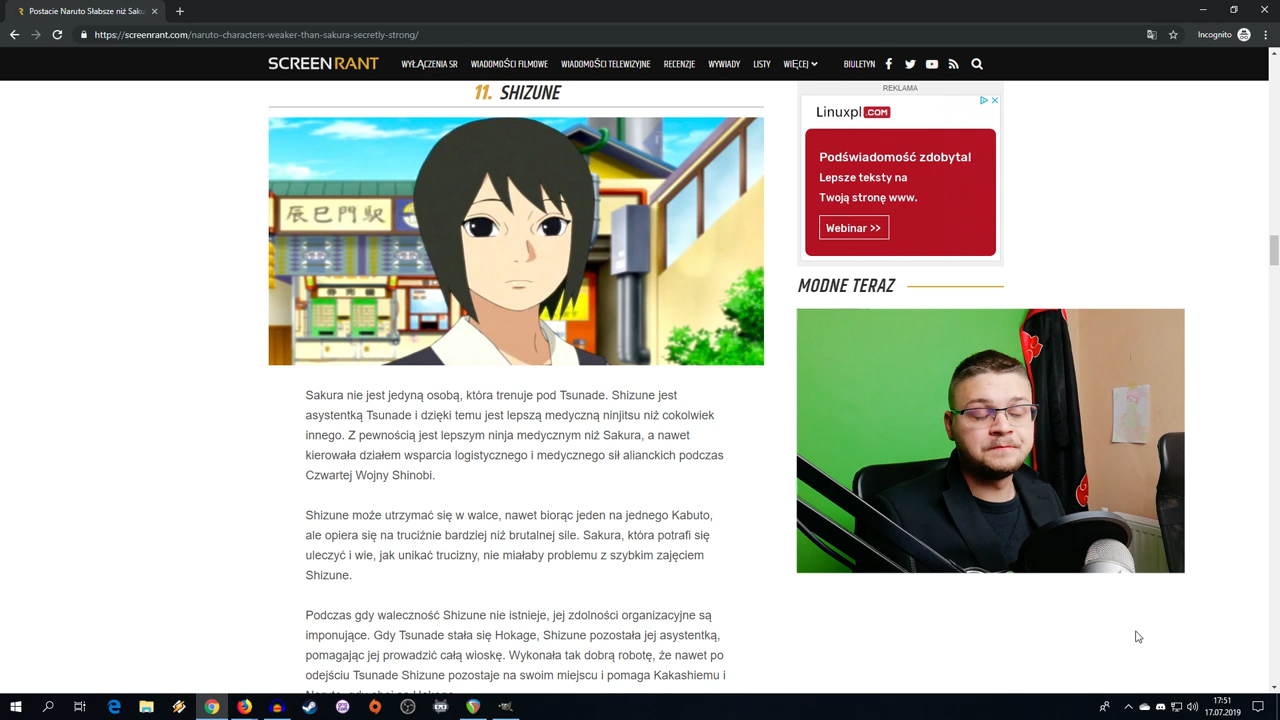 Postacie Naruto Słabsze niż Saku
https://screenrant.com/naruto-characters-weaker-than-sakura-secretly-strong/
Incognito
SCREENRANT
WYŁĄCZENIA SR
WIADOMOŚCI FILMOWE
WIADOMOŚCI TELEWIZYJNE
RECENZJE
WYWIADY
LISTY
WIĘCEJ
BIULETYN
11. SHIZUNE
辰巳門駅
Sakura nie jest jedyną osobą, która trenuje pod Tsunade. Shizune jest
asystentką Tsunade i dzięki temu jest lepszą medyczną ninjitsu niż cokolwiek
innego. Z pewnością jest lepszym ninja medycznym niż Sakura, a nawet
kierowała działem wsparcia logistycznego i medycznego sił alianckich podczas
Czwartej Wojny Shinobi.
Shizune może utrzymać się w walce, nawet biorąc jeden na jednego Kabuto,
ale opiera się na truciźnie bardziej niż brutalnej sile. Sakura, która potrafi się
uleczyć i wie, jak unikać trucizny, nie miałaby problemu z szybkim zajęciem
Shizune.
Podczas gdy waleczność Shizune nie istnieje, jej zdolności organizacyjne są
imponujące. Gdy Tsunade stała się Hokage, Shizune pozostała jej asystentką,
pomagając jej prowadzić całą wioskę. Wykonała tak dobrą robotę, że nawet po
odejściu Tsunade Shizune pozostaje na swoim miejscu i pomaga Kakashiemu i
REKLAMA
Linuxpl.COM
Podświadomość zdobytal
Lepsze teksty na
Twoją stronę www.
Webinar >>
MODNE TERAZ
17:51
17.07.2019